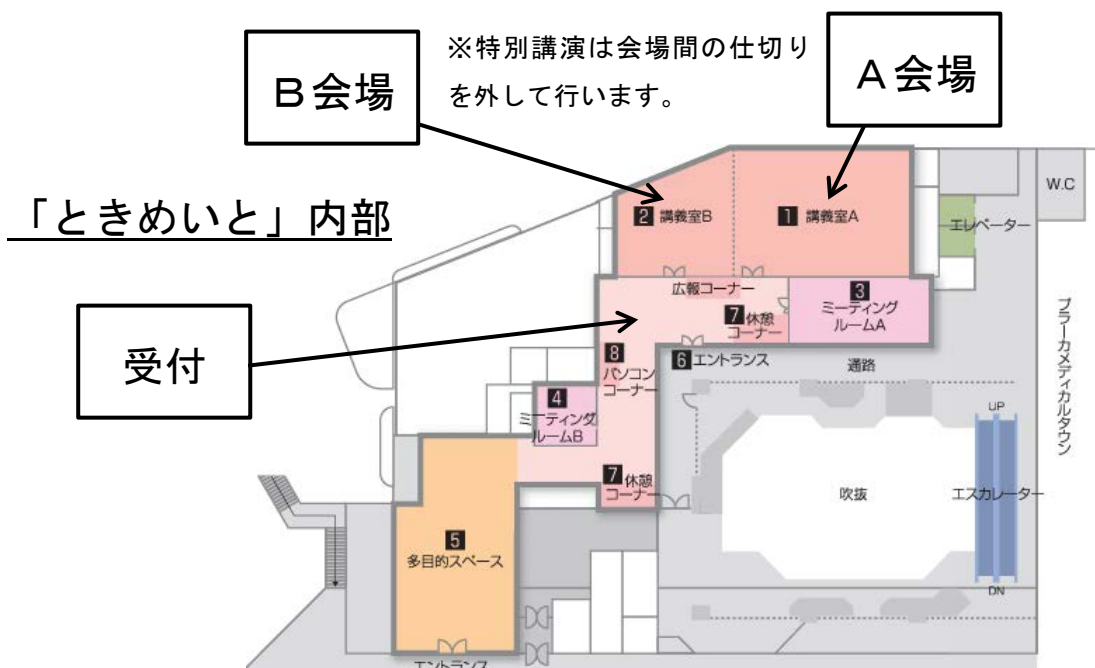 B会場
※特別講演は会場間の仕切り
を外して行います。
A会場
「ときめいと」内部
受付
W.C
エレベーター
2 講義室B
1 講義室A
広報コーナー
3
ミーティング
ルームA
7 休憩
コーナー
6 エントランス
通路
8
パソコン
コーナー
4
ミーティング
ルームB
7 休憩
コーナー
5
多目的スペース
エントランス
吹抜
UP
エスカレーター
DN
プラーカメディカルタウン